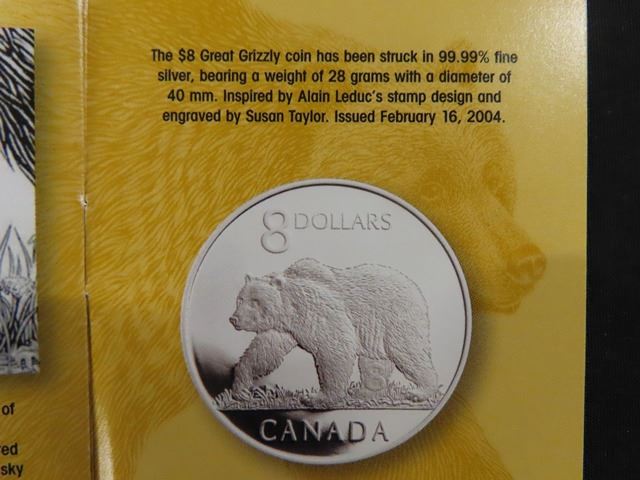 The $8 Great Grizzly coin has been struck in 99.99% fine
silver, bearing a weight of 28 grams with a diameter of
40 mm. Inspired by Alain Leduc's stamp design and
engraved by Susan Taylor. Issued February 16, 2004.
8 DOLLARS
8
CANADA
of
red
sky